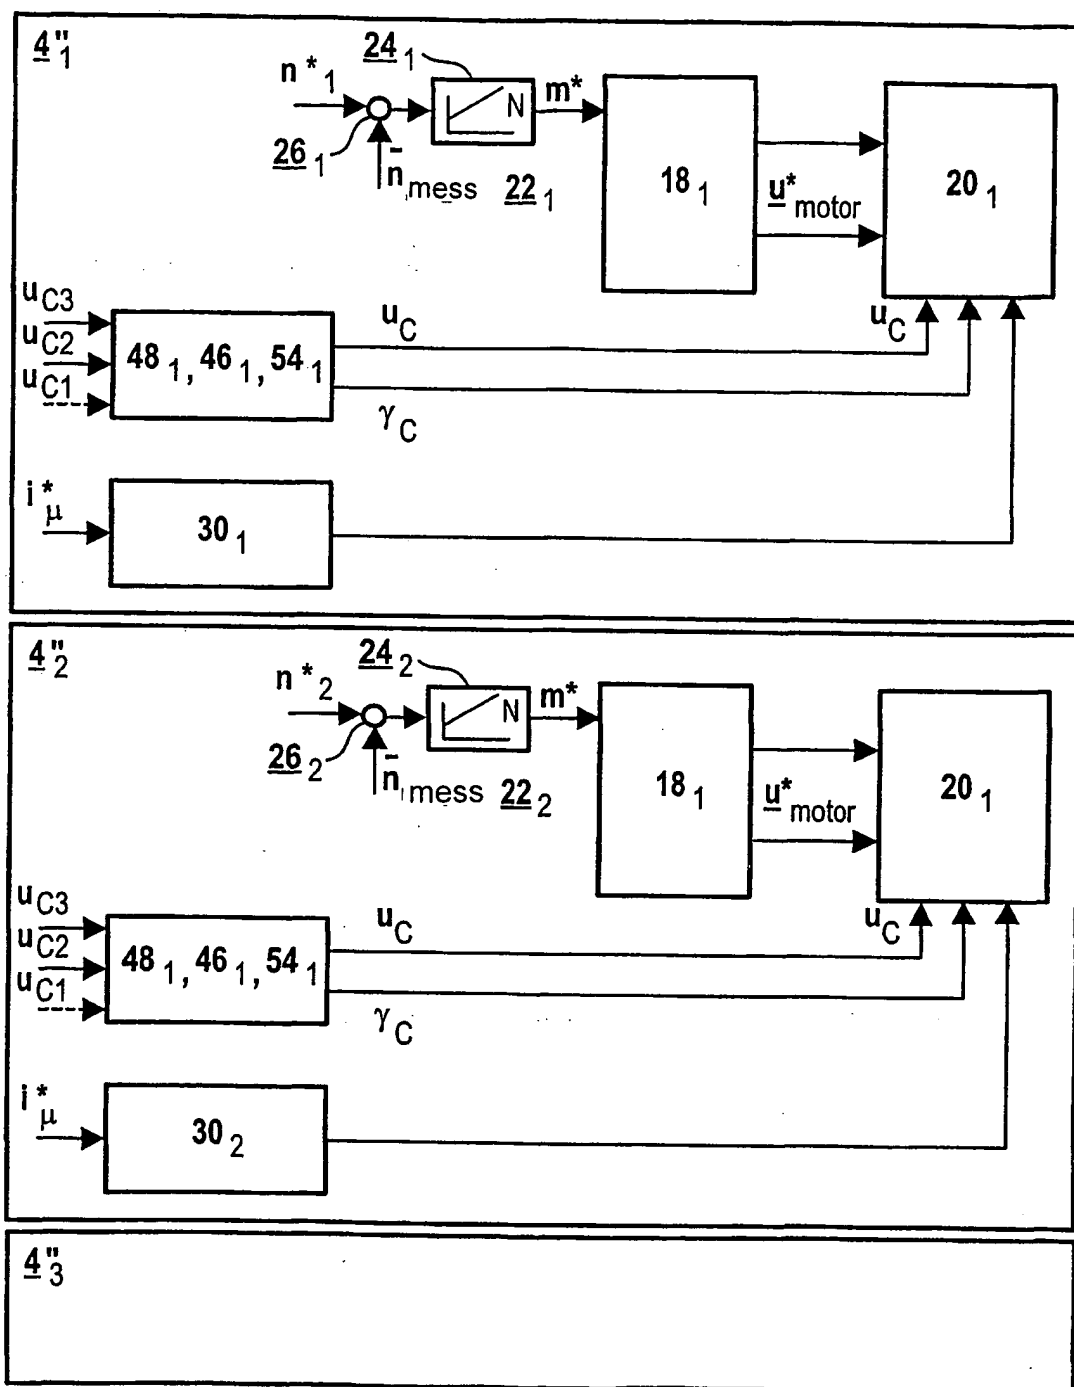 4"1
24 1
n*1
N
m*
26 1
n̄ mess
22 1
18 1
u*motor
20 1
uC3
uC2
uC1
48 1, 46 1, 54 1
uC
uC
γC
i*μ
30 1
4"2
24 2
n*2
N
m*
26 2
n̄ mess
22 2
18 1
u*motor
20 1
uC3
uC2
uC1
48 1, 46 1, 54 1
uC
uC
γC
i*μ
30 2
4"3